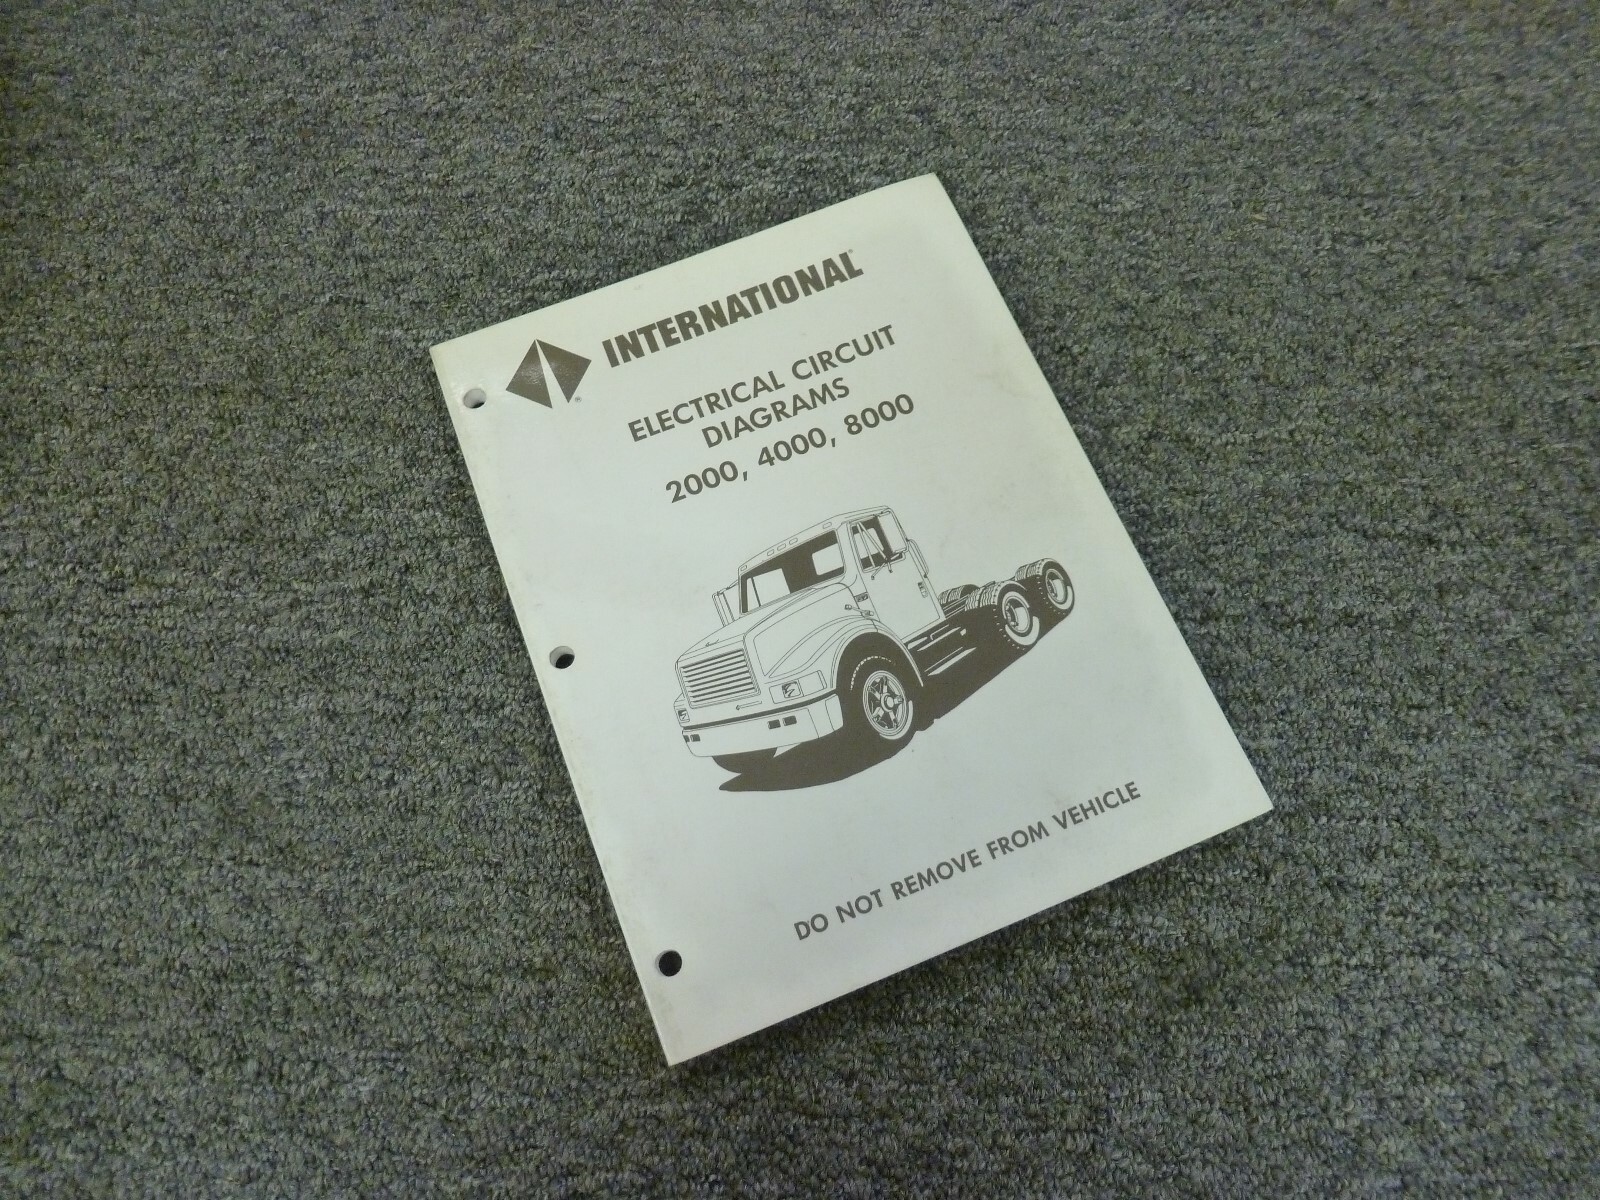 INTERNATIONAL®
ELECTRICAL CIRCUIT
DIAGRAMS
2000, 4000, 8000
DO NOT REMOVE FROM VEHICLE